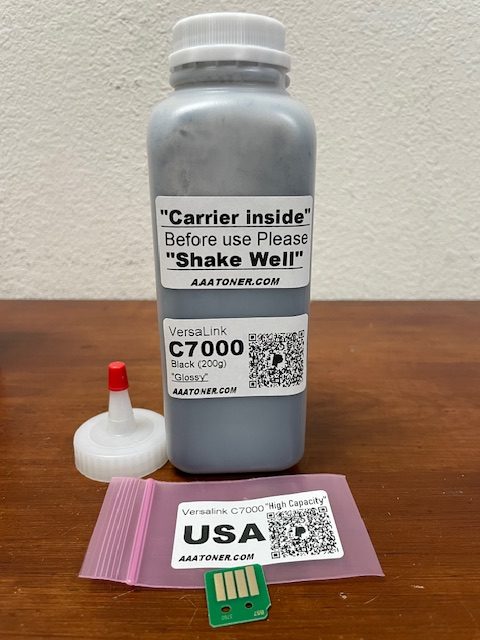 "Carrier inside"
Before use Please
"Shake Well"
AAATONER.COM
VersaLink
C7000
Black (200g)
"Glossy"
AAATONER.COM
Versalink C7000 "High Capacity"
USA
AAATONER.COM